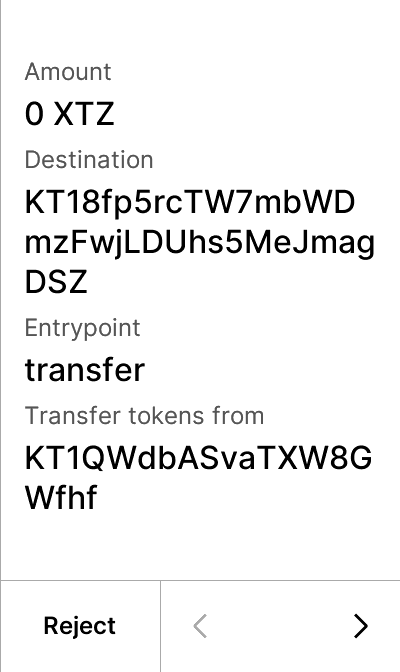 Amount
0 XTZ
Destination
KT18fp5rcTW7mbWD
mzFwjLDUhs5MeJmag
DSZ
Entrypoint
transfer
Transfer tokens from
KT1QWdbASvaTXW8G
Wfhf
Reject